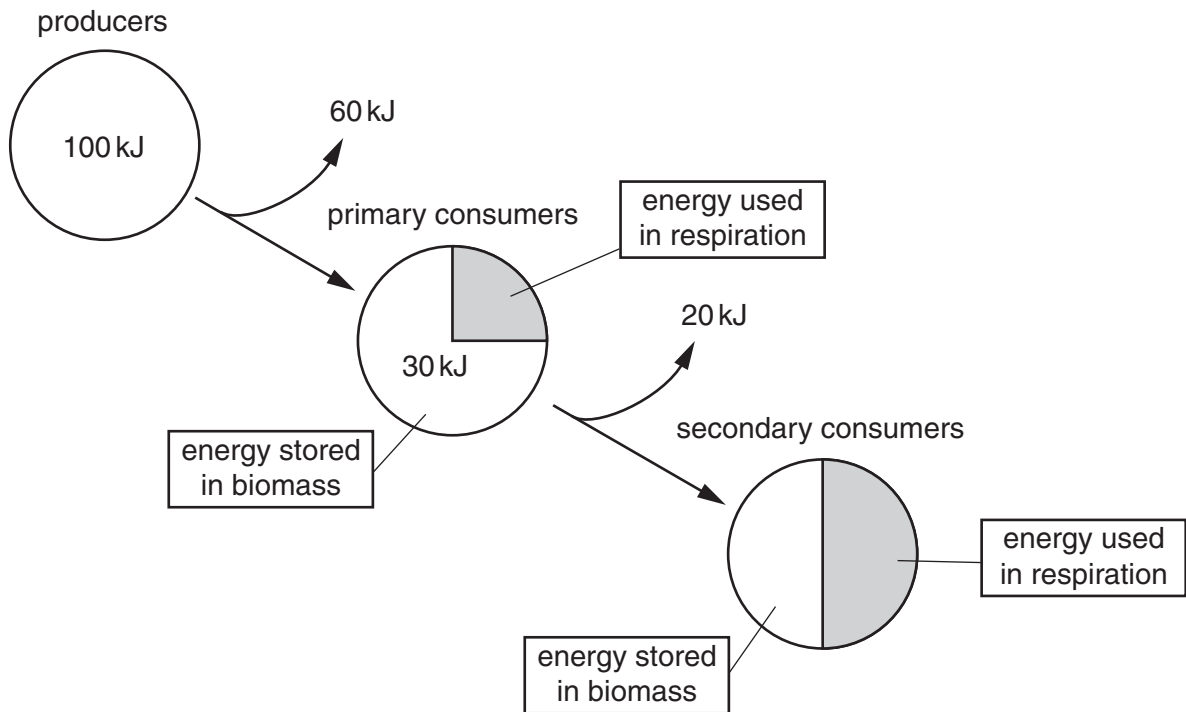 producers
100 kJ
60 kJ
primary consumers
energy used
in respiration
30 kJ
20 kJ
energy stored
in biomass
secondary consumers
energy used
in respiration
energy stored
in biomass